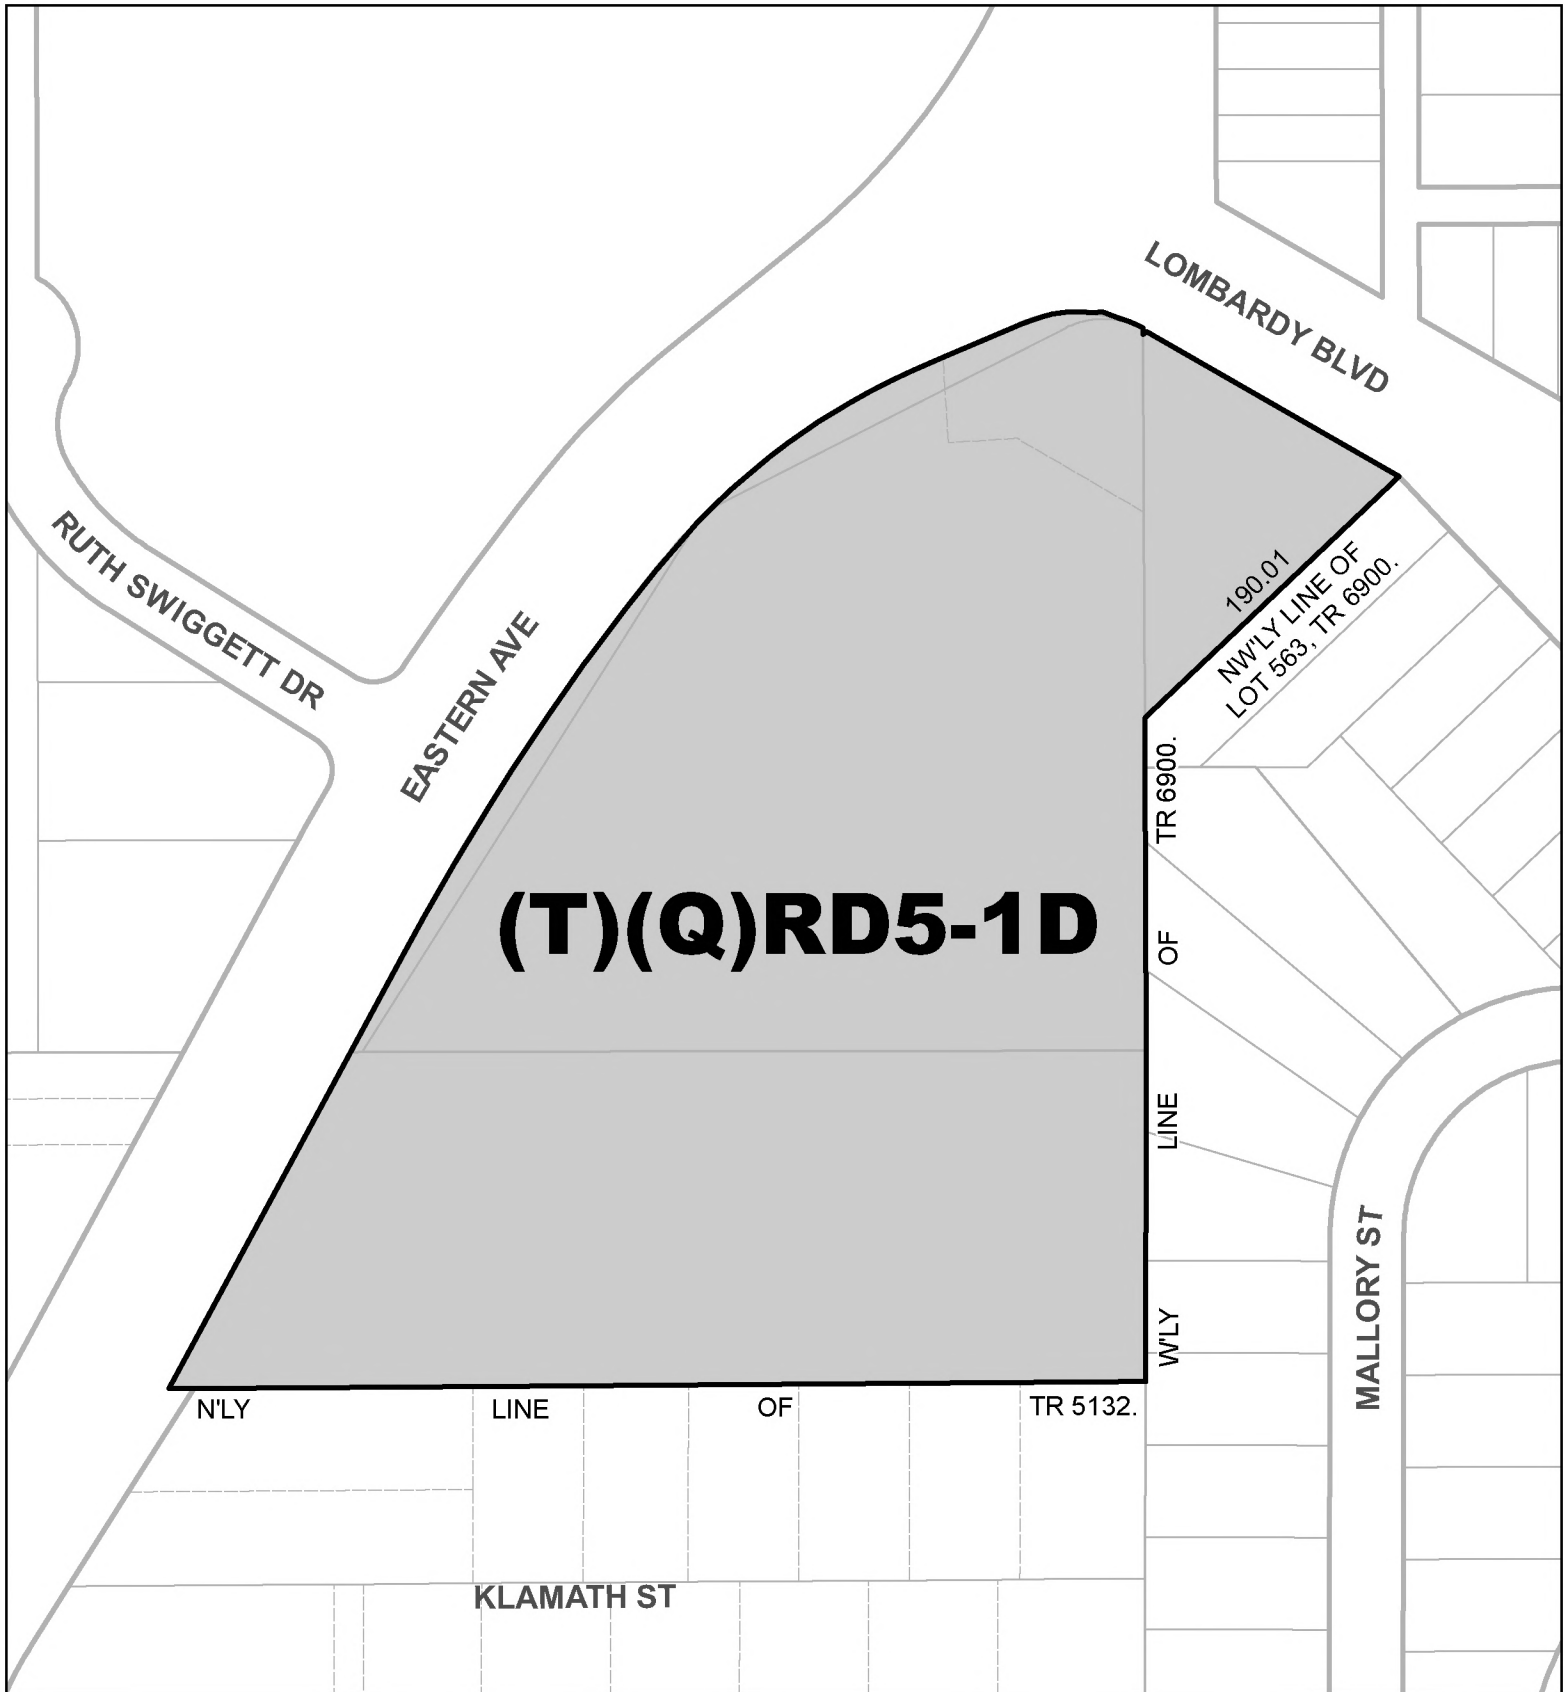 LOMBARDY BLVD
RUTH SWIGGETT DR
EASTERN AVE
190.01
NW'LY LINE OF
LOT 563, TR 6900.
(T)(Q)RD5-1D
W'LY LINE OF TR 6900.
MALLORY ST
N'LY LINE OF TR 5132.
KLAMATH ST